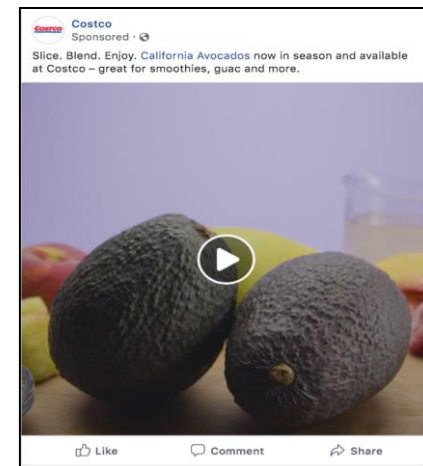 COSTCO
Costco
Sponsored ·
Slice. Blend. Enjoy. California Avocados now in season and available
at Costco – great for smoothies, guac and more.
Like Comment Share